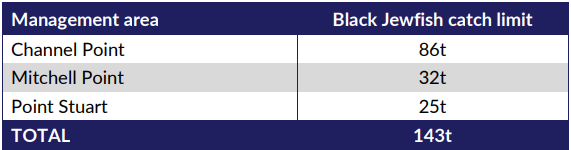 Management area Black Jewfish catch limit
Channel Point 86t
Mitchell Point 32t
Point Stuart 25t
TOTAL 143t